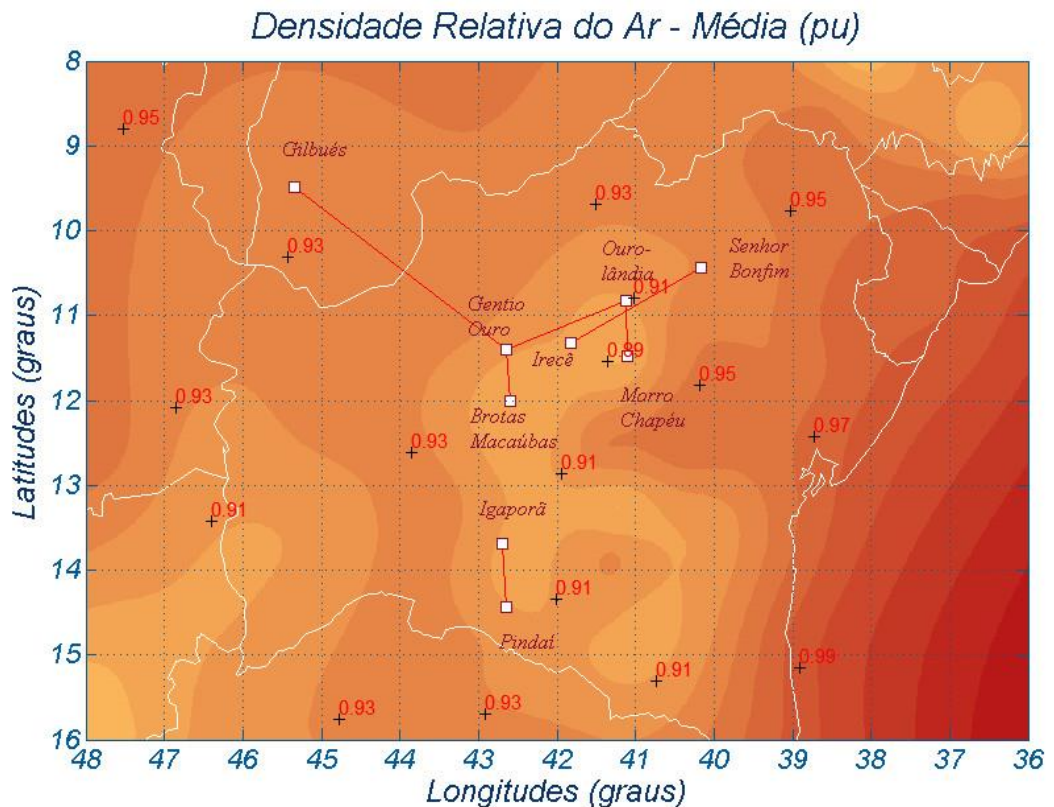 Densidade Relativa do Ar - Média (pu)
8
0.95
9
Gilbués
0.93
0.95
10
0.93
Ouro-
lândia
Senhor
Bonfim
0.91
Gentio
Ouro
11
Irecê
0.89
0.95
12
0.93
Morro
Chapéu
Brotas
Macaúbas
0.93
0.97
0.91
13
0.91
Igaporã
14
0.91
Pindaí
15
0.91
0.99
0.93
0.93
16
48
47
46
45
44
43
42
41
40
39
38
37
36
Latitudes (graus)
Longitudes (graus)